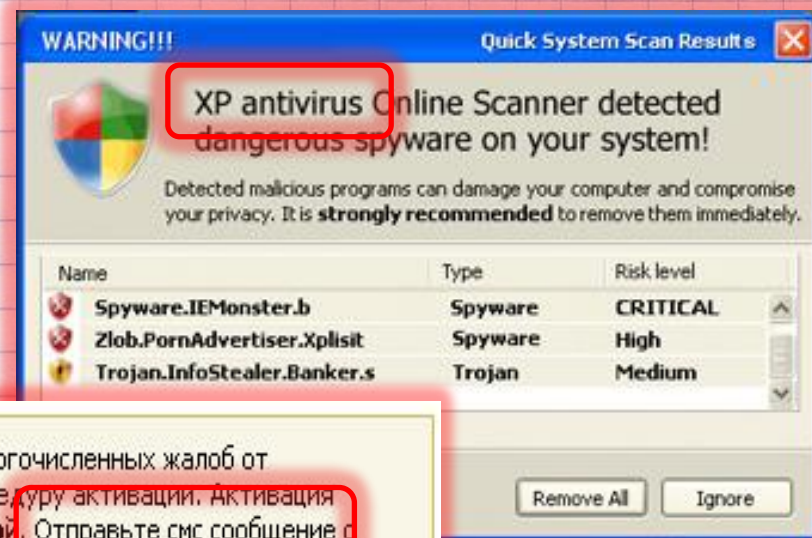 WARNING!!! Quick System Scan Results
XP antivirus Online Scanner detected
dangerous spyware on your system!
Detected malicious programs can damage your computer and compromise
your privacy. It is strongly recommended to remove them immediately.
Name Type Risk level
Spyware.IEMonster.b Spyware CRITICAL
Zlob.PornAdvertiser.Xplisit Spyware High
Trojan.InfoStealer.Banker.s Trojan Medium
Remove All Ignore
жалоб от
активации. Активация
Отправьте смс сообщение с